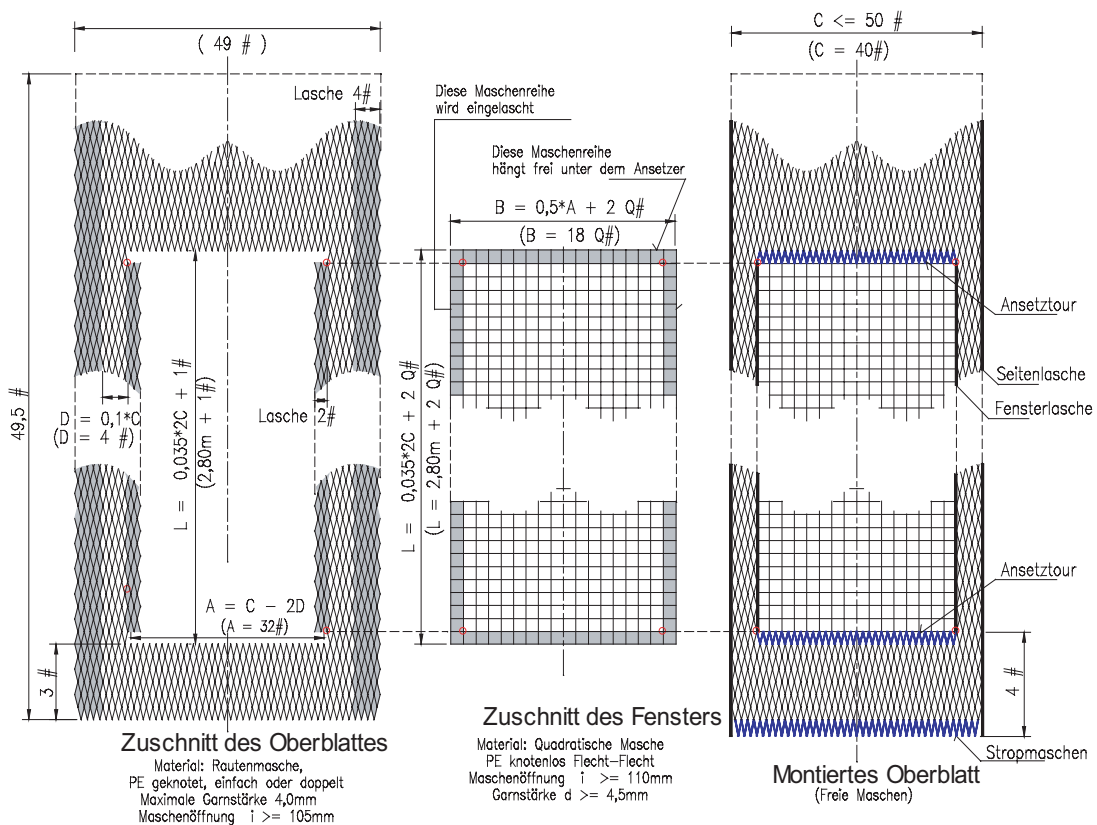 ( 49 # )
Lasche 4#
49,5 #
D = 0,1*C
(D = 4 #)
Lasche 2#
L = 0,035*2C + 1#
(2,80m + 1#)
A = C - 2D
(A = 32#)
3 #
Zuschnitt des Oberblattes
Material: Rautenmasche,
PE geknotet, einfach oder doppelt
Maximale Garnstärke 4,0mm
Maschenöffnung i >= 105mm
Diese Maschenreihe
wird eingelascht
Diese Maschenreihe
hängt frei unter dem Ansetzer
B = 0,5*A + 2 Q#
(B = 18 Q#)
L = 0,035*2C + 2 Q#
(L = 2,80m + 2 Q#)
Zuschnitt des Fensters
Material: Quadratische Masche
PE knotenlos Flecht-Flecht
Maschenöffnung i >= 110mm
Garnstärke d >= 4,5mm
C <= 50 #
(C = 40#)
Ansetztour
Seitenlasche
Fensterlasche
Ansetztour
4 #
Stropmaschen
Montiertes Oberblatt
(Freie Maschen)